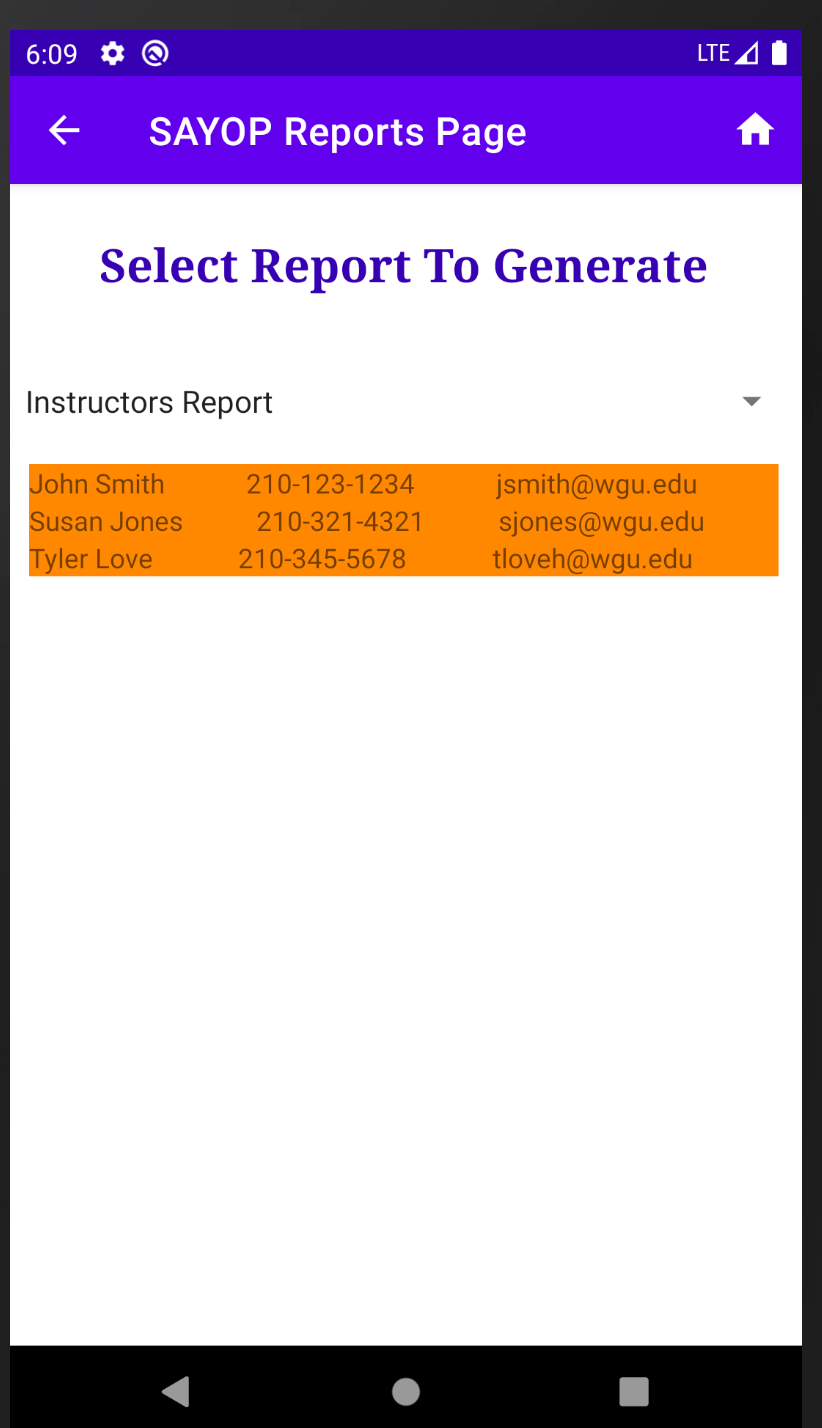 6:09 LTE
SAYOP Reports Page
Select Report To Generate
Instructors Report
John Smith 210-123-1234 jsmith@wgu.edu
Susan Jones 210-321-4321 sjones@wgu.edu
Tyler Love 210-345-5678 tloveh@wgu.edu